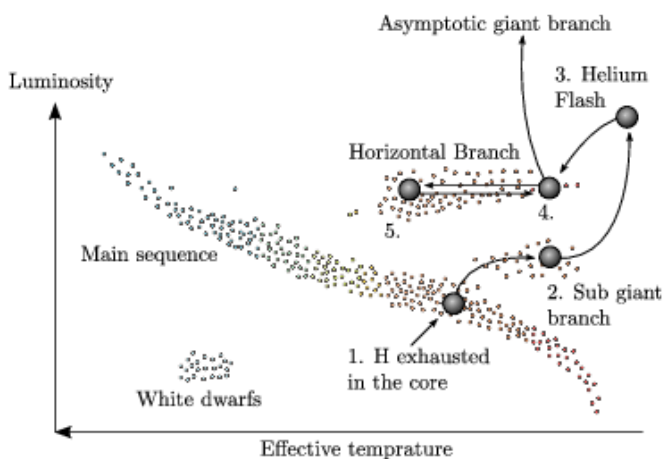 Asymptotic giant branch
3. Helium
Flash
Luminosity
Horizontal Branch
4.
5.
Main sequence
2. Sub giant
branch
1. H exhausted
in the core
White dwarfs
Effective temprature